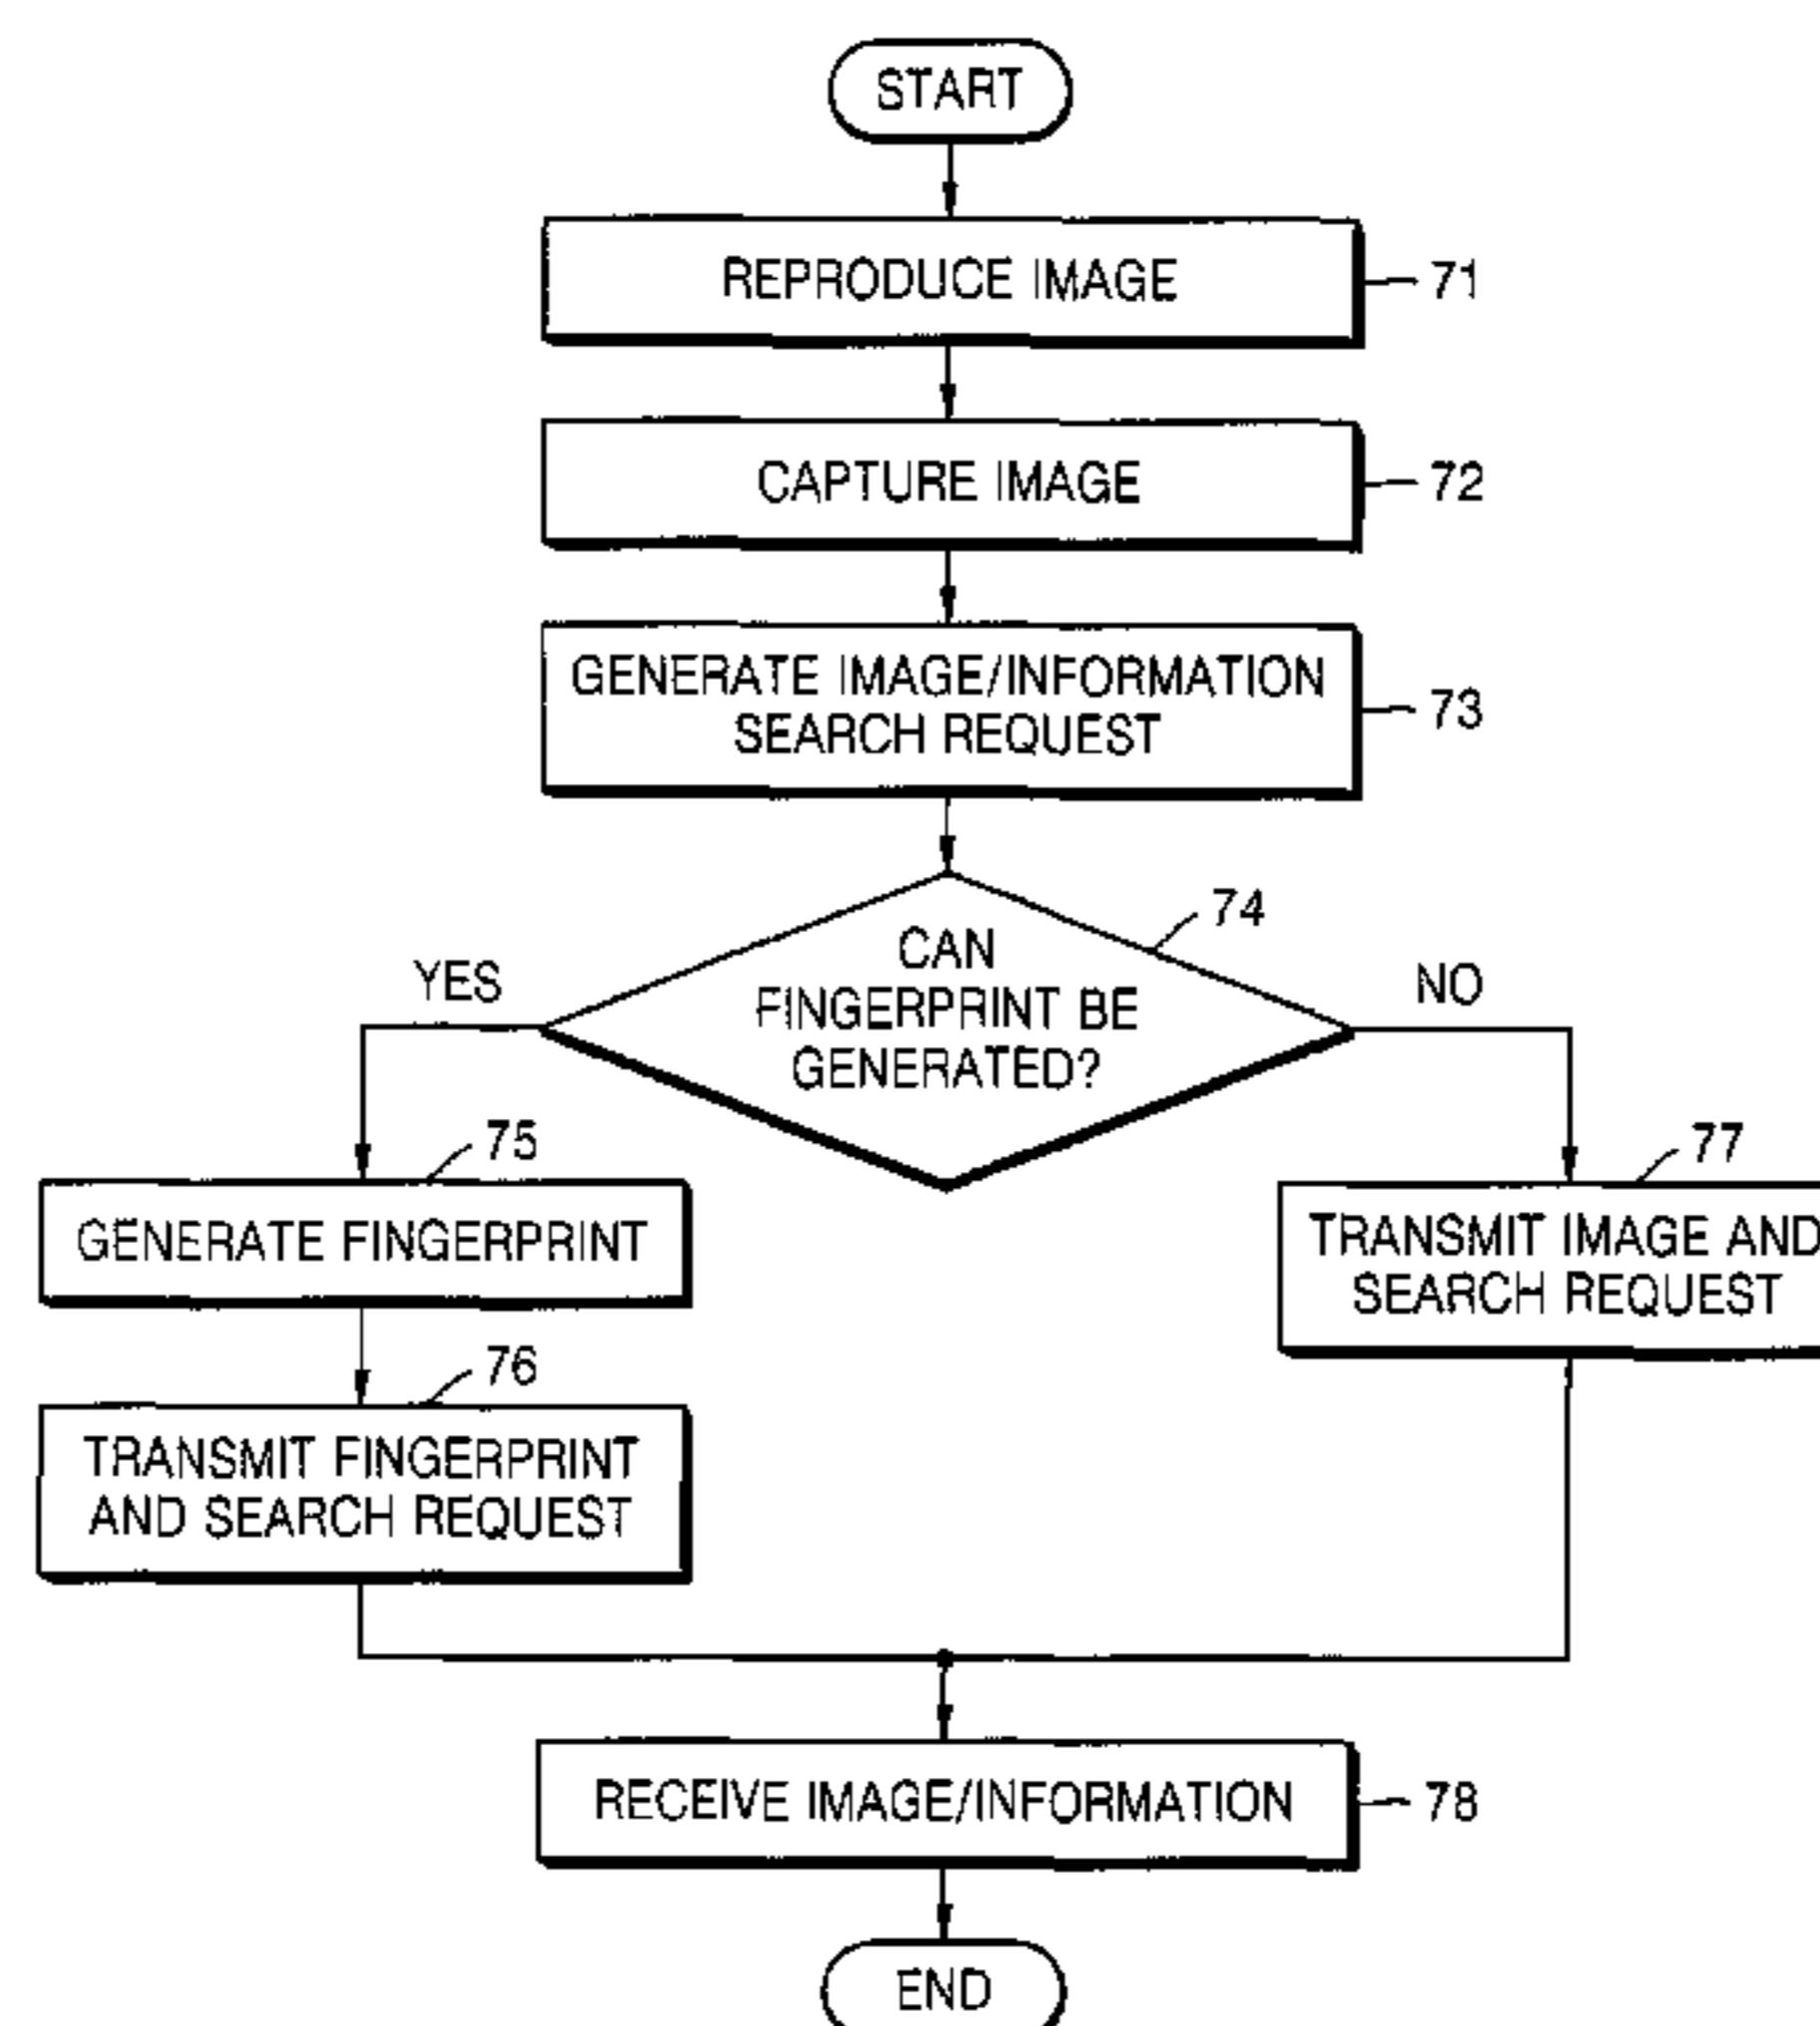 START
REPRODUCE IMAGE
71
CAPTURE IMAGE
72
GENERATE IMAGE/INFORMATION
SEARCH REQUEST
73
74
CAN
FINGERPRINT BE
GENERATED?
YES
NO
75
GENERATE FINGERPRINT
77
TRANSMIT IMAGE AND
SEARCH REQUEST
76
TRANSMIT FINGERPRINT
AND SEARCH REQUEST
RECEIVE IMAGE/INFORMATION
78
END